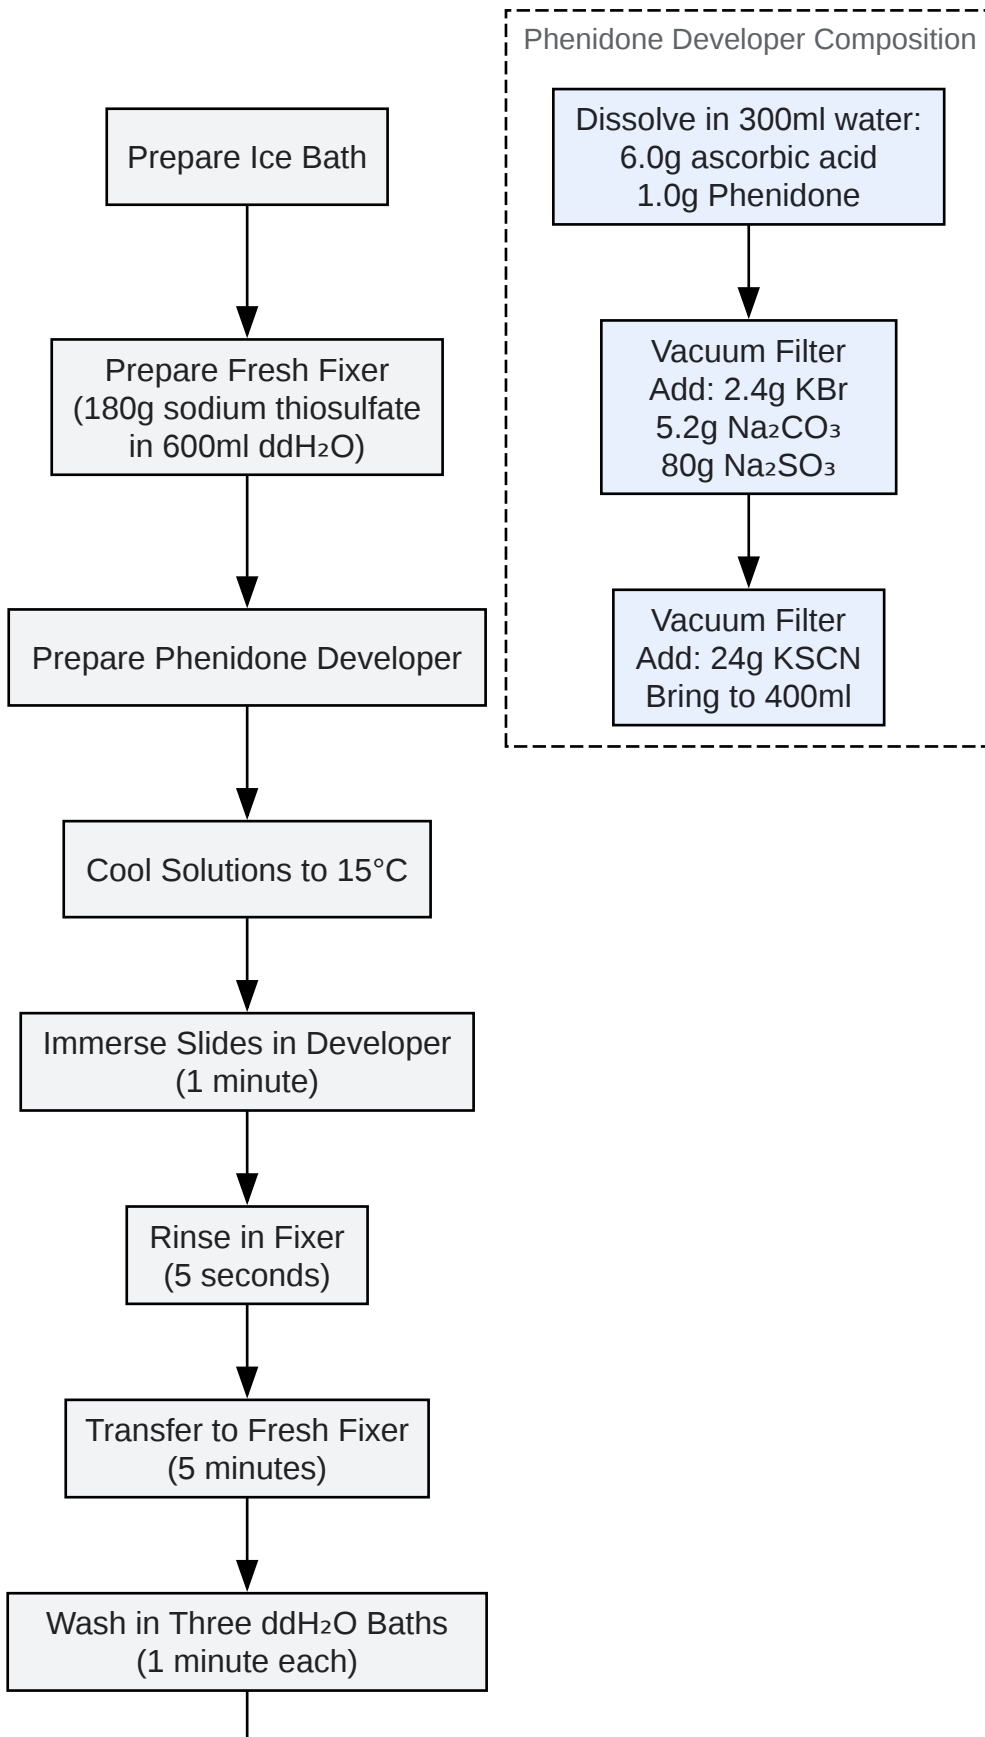 Phenidone Developer Composition
Dissolve in 300ml water:
6.0g ascorbic acid
1.0g Phenidone
Vacuum Filter
Add: 2.4g KBr
5.2g Na₂CO₃
80g Na₂SO₃
Vacuum Filter
Add: 24g KSCN
Bring to 400ml
Prepare Ice Bath
Prepare Fresh Fixer
(180g sodium thiosulfate
in 600ml ddH₂O)
Prepare Phenidone Developer
Cool Solutions to 15°C
Immerse Slides in Developer
(1 minute)
Rinse in Fixer
(5 seconds)
Transfer to Fresh Fixer
(5 minutes)
Wash in Three ddH₂O Baths
(1 minute each)